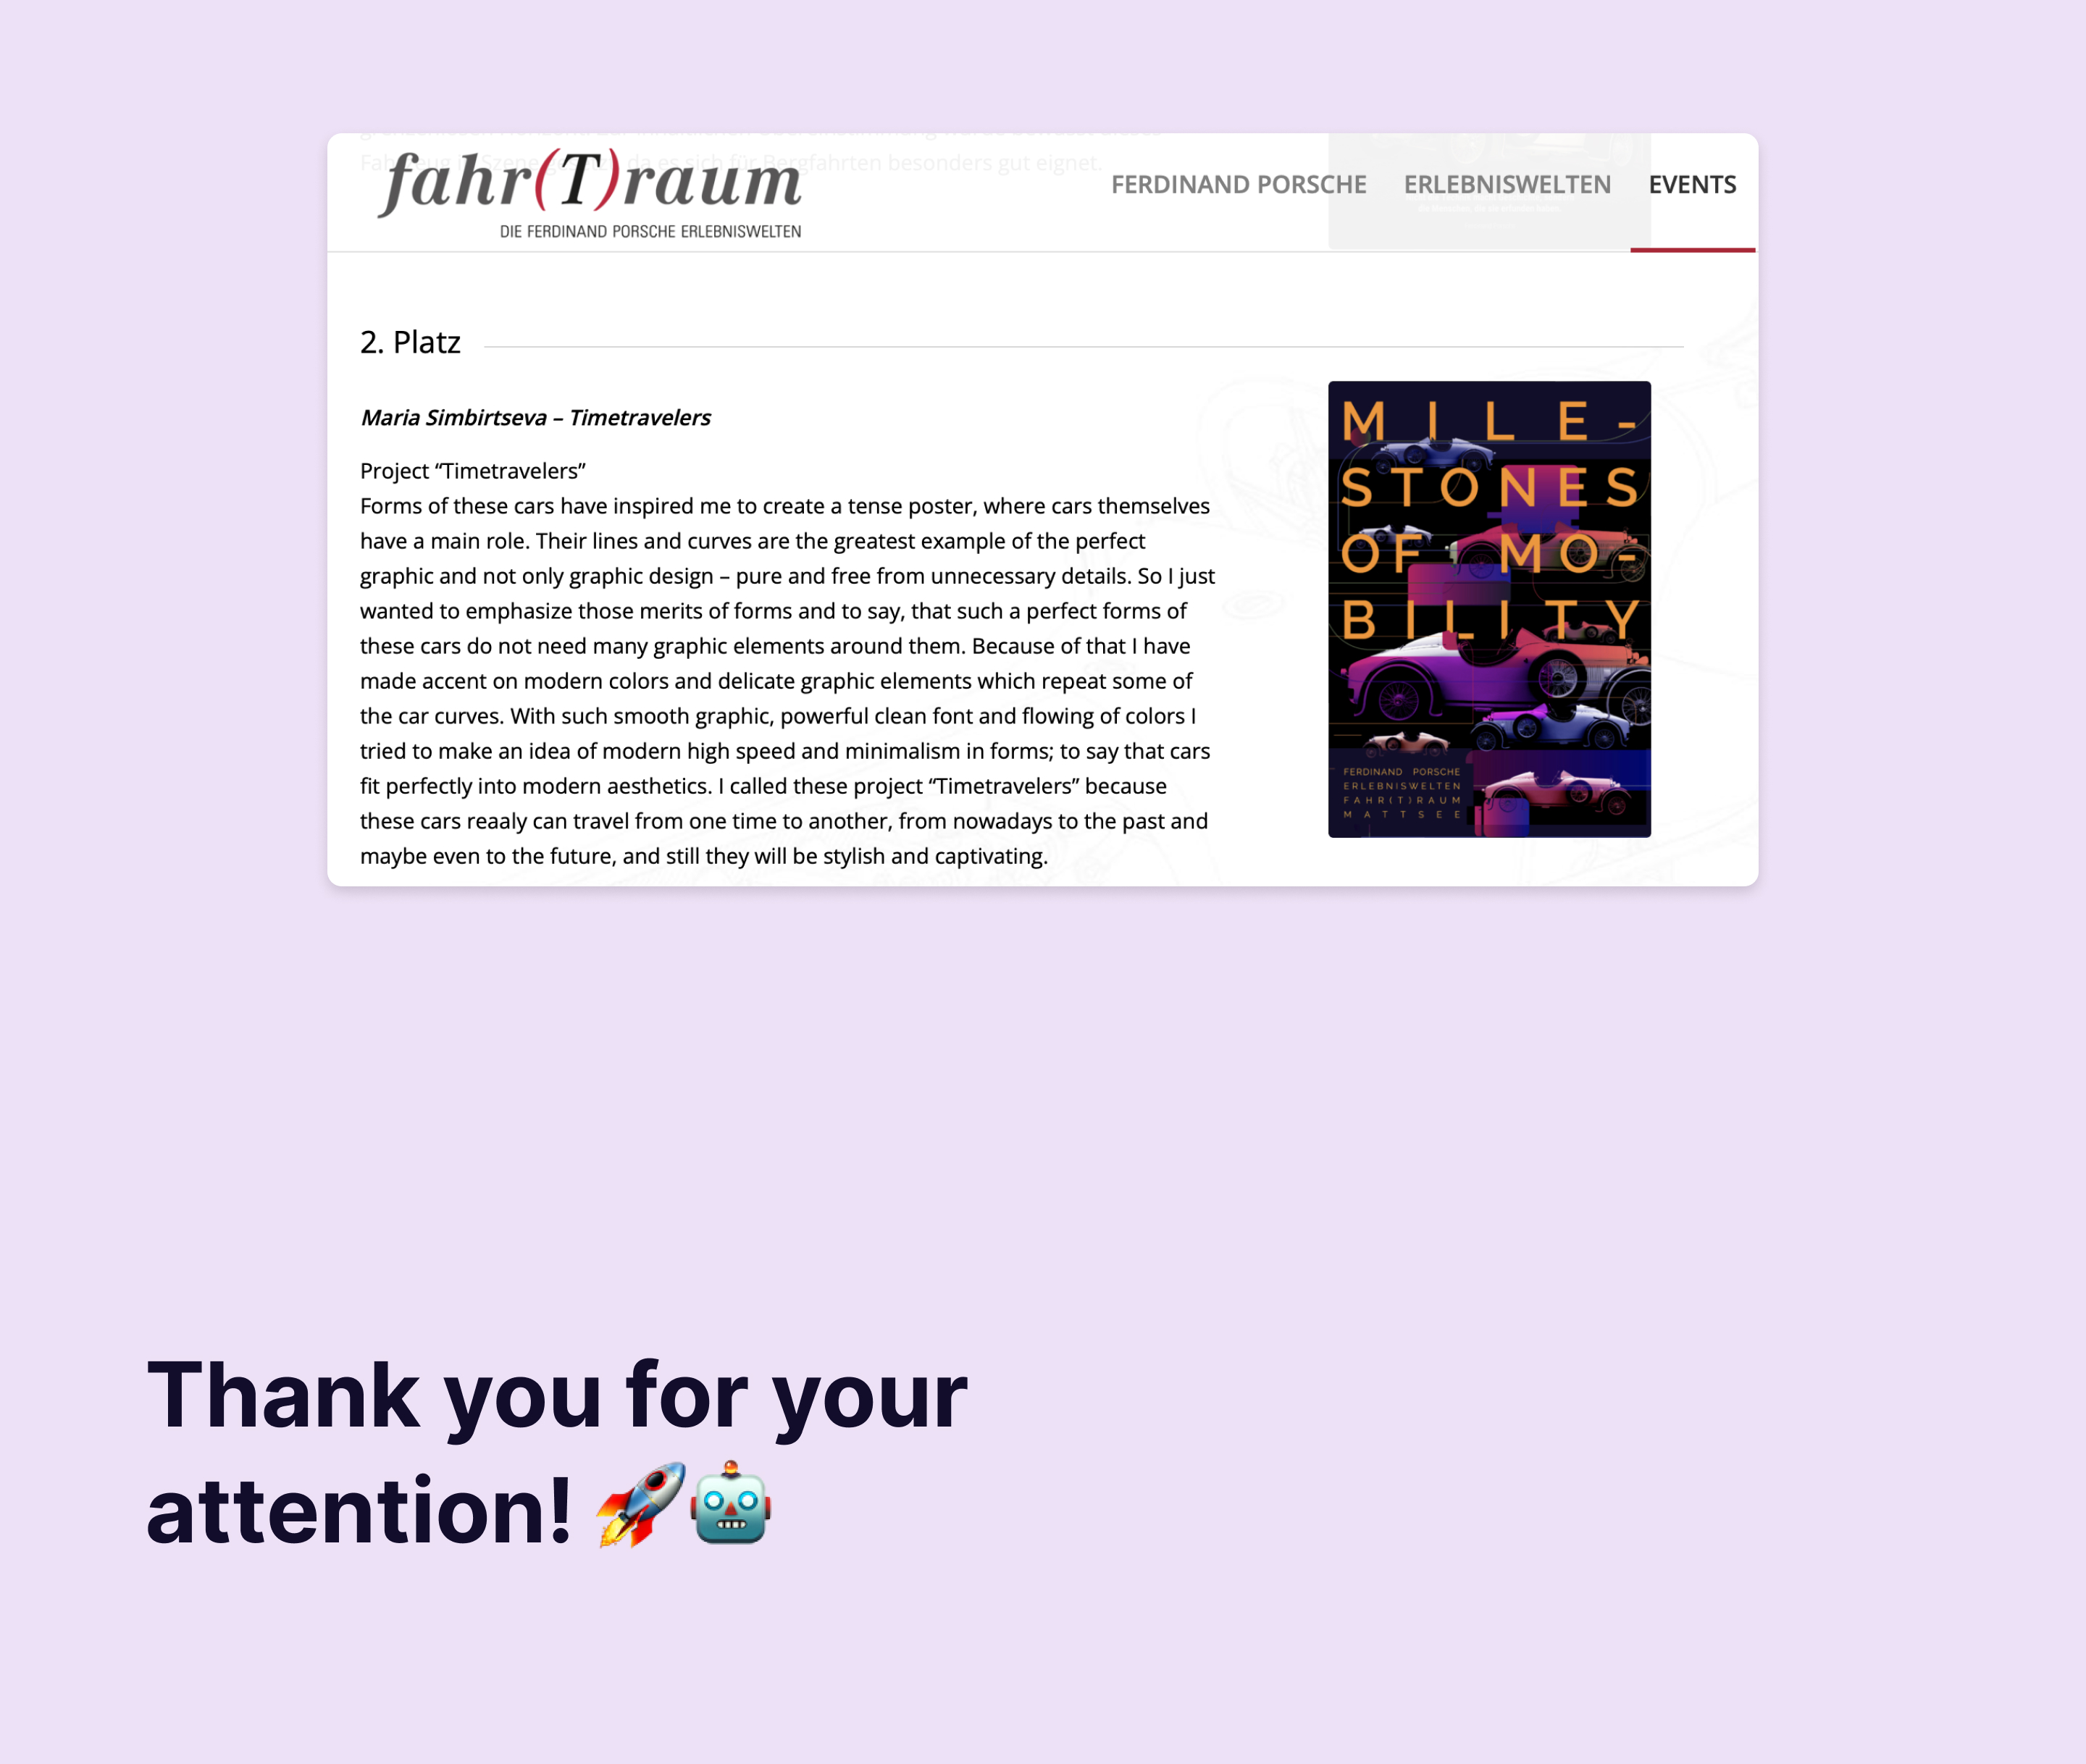 Fahrzeug in Szene gesetzt, da es sich für Bergfahrten besonders gut eignet.
fahr(T)raum
DIE FERDINAND PORSCHE ERLEBNISWELTEN
FERDINAND PORSCHE
ERLEBNISWELTEN
EVENTS
2. Platz
Maria Simbirtseva – Timetravelers
Project “Timetravelers”
Forms of these cars have inspired me to create a tense poster, where cars themselves
have a main role. Their lines and curves are the greatest example of the perfect
graphic and not only graphic design – pure and free from unnecessary details. So I just
wanted to emphasize those merits of forms and to say, that such a perfect forms of
these cars do not need many graphic elements around them. Because of that I have
made accent on modern colors and delicate graphic elements which repeat some of
the car curves. With such smooth graphic, powerful clean font and flowing of colors I
tried to make an idea of modern high speed and minimalism in forms; to say that cars
fit perfectly into modern aesthetics. I called these project “Timetravelers” because
these cars reaaly can travel from one time to another, from nowadays to the past and
maybe even to the future, and still they will be stylish and captivating.
MILE-
STONES
OF MO-
BILITY
FERDINAND PORSCHE
ERLEBNISWELTEN
FAHR(T)RAUM
MATTSEE
Thank you for your
attention! 🚀🤖